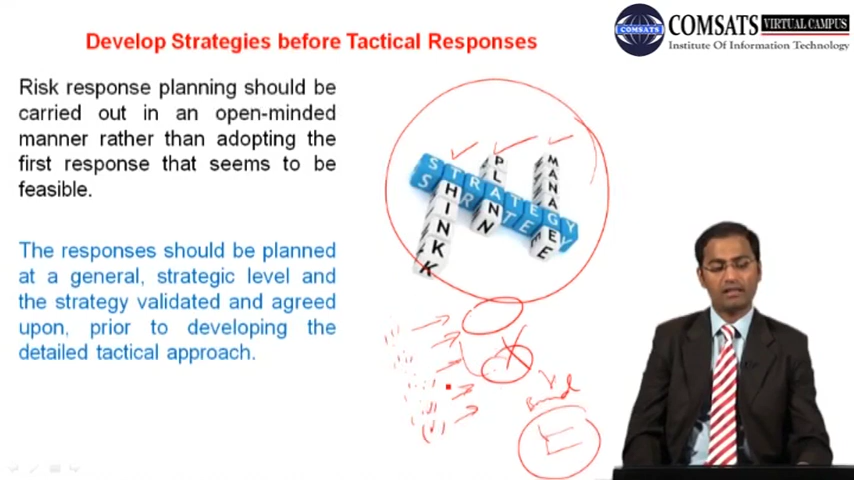 Develop Strategies before Tactical Responses
COMSATS
COMSATS VIRTUAL CAMPUS
Institute Of Information Technology
Risk response planning should be
carried out in an open-minded
manner rather than adopting the
first response that seems to be
feasible.
The responses should be planned
at a general, strategic level and
the strategy validated and agreed
upon, prior to developing the
detailed tactical approach.
STRATEGY
THINK
PLAN
MANAGE